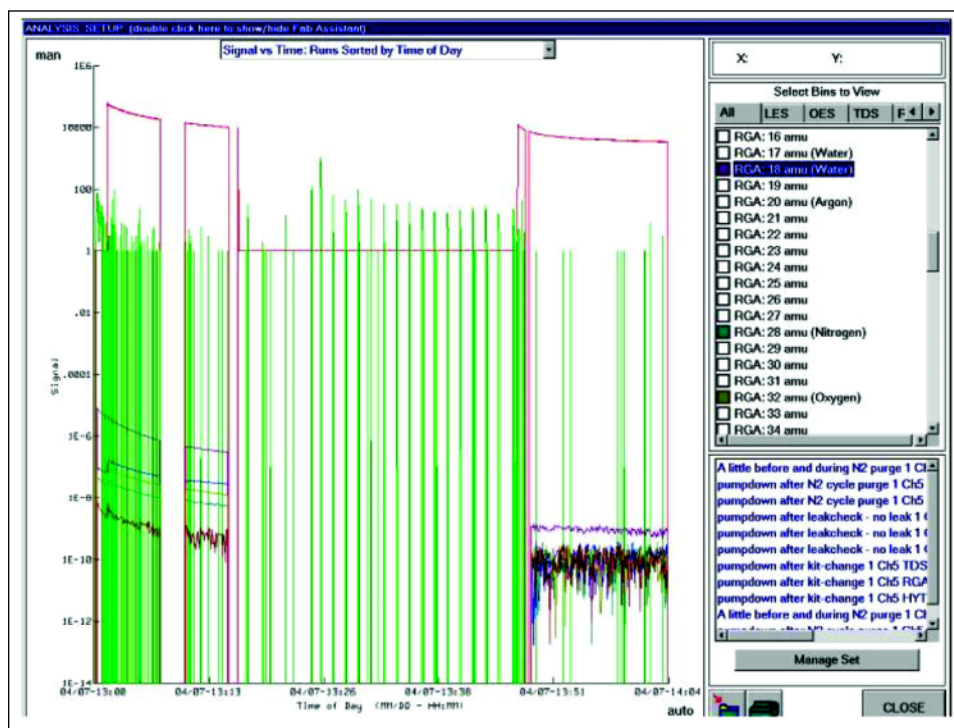 ANALYSIS SETUP (double click here to show/hide Fab Assistant)
man
Signal vs Time: Runs Sorted by Time of Day
1E6
10000
100
1
.01
.0001
1E-6
1E-8
1E-10
1E-12
1E-14
Signal
04/07-13:00
04/07-13:13
04/07-13:26
04/07-13:38
04/07-13:51
04/07-14:04
Time of Day (MM/DD - HH:MM)
auto
X: Y:
Select Bins to View
All LES OES TDS F
RGA: 16 amu
RGA: 17 amu (Water)
RGA: 18 amu (Water)
RGA: 19 amu
RGA: 20 amu (Argon)
RGA: 21 amu
RGA: 22 amu
RGA: 23 amu
RGA: 24 amu
RGA: 25 amu
RGA: 26 amu
RGA: 27 amu
RGA: 28 amu (Nitrogen)
RGA: 29 amu
RGA: 30 amu
RGA: 31 amu
RGA: 32 amu (Oxygen)
RGA: 33 amu
RGA: 34 amu
A little before and during N2 purge 1 Ch
pumpdown after N2 cycle purge 1 Ch5
pumpdown after N2 cycle purge 1 Ch5
pumpdown after leakcheck - no leak 1
pumpdown after leakcheck - no leak 1
pumpdown after leakcheck - no leak 1
pumpdown after kit-change 1 Ch5 TDS
pumpdown after kit-change 1 Ch5 RGA
pumpdown after kit-change 1 Ch5 HYT
A little before and during N2 purge 1 Ch
pumpdown after N2 cycle purge 1 Ch5
Manage Set
CLOSE